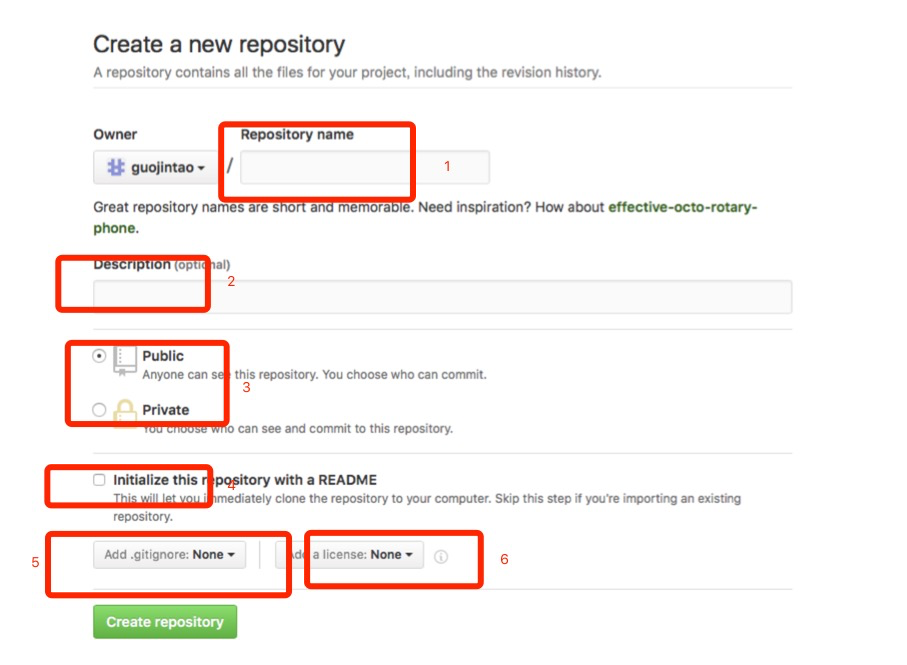 Create a new repository
A repository contains all the files for your project, including the revision history.
Owner Repository name
guojintao / 1
Great repository names are short and memorable. Need inspiration? How about effective-octo-rotary-
phone.
Description (optional)
2
Public
Anyone can see this repository. You choose who can commit.
3
Private
You choose who can see and commit to this repository.
Initialize this repository with a README
4
This will let you immediately clone the repository to your computer. Skip this step if you're importing an existing
repository.
5 Add .gitignore: None Add a license: None 6
Create repository